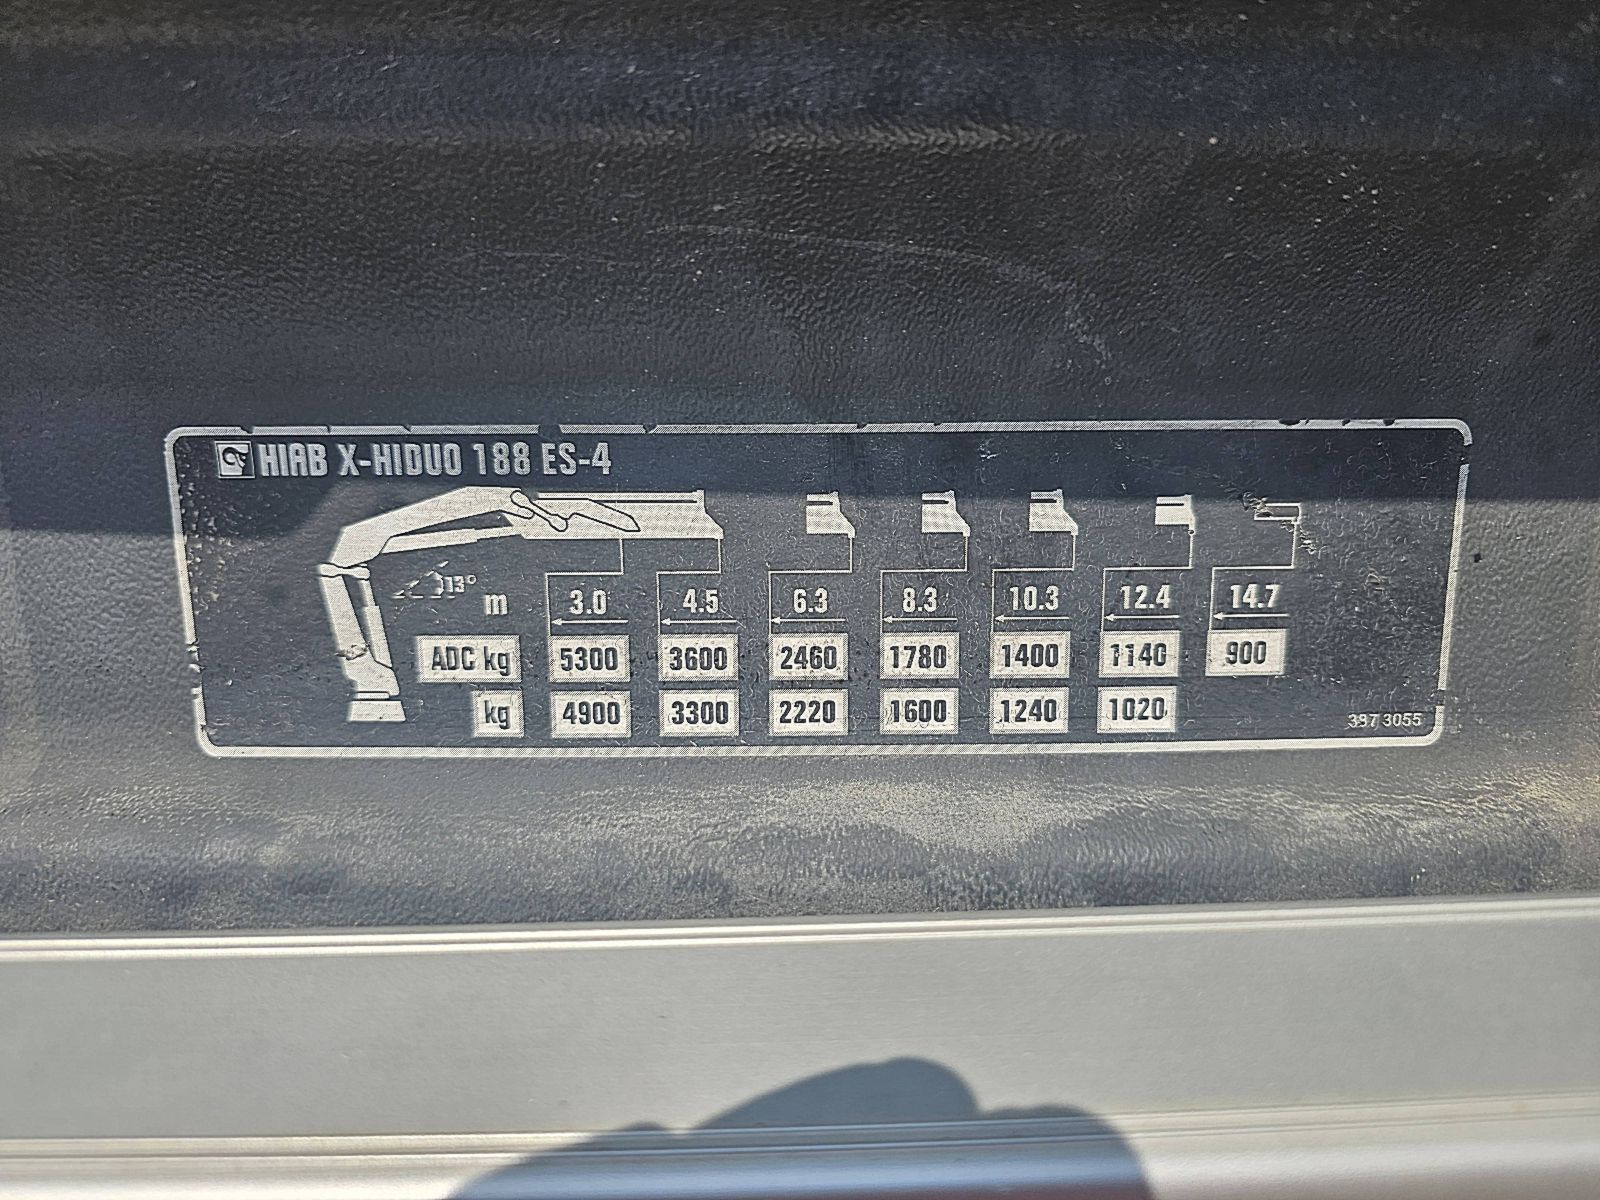 HIAB X-HIDUO 188 ES-4
13°
m 3.0 4.5 6.3 8.3 10.3 12.4 14.7
ADC kg 5300 3600 2460 1780 1400 1140 900
kg 4900 3300 2220 1600 1240 1020
397 3055